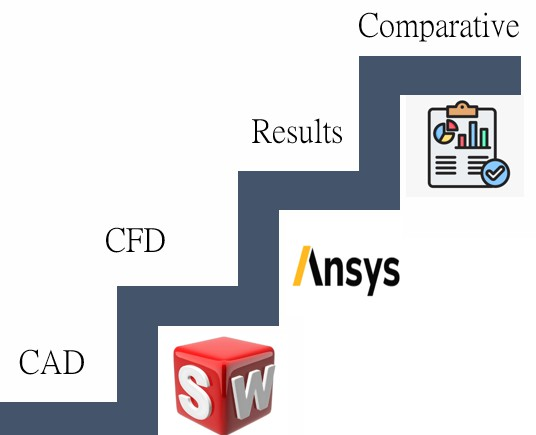 Comparative
Results
CFD
Ansys
CAD
SW